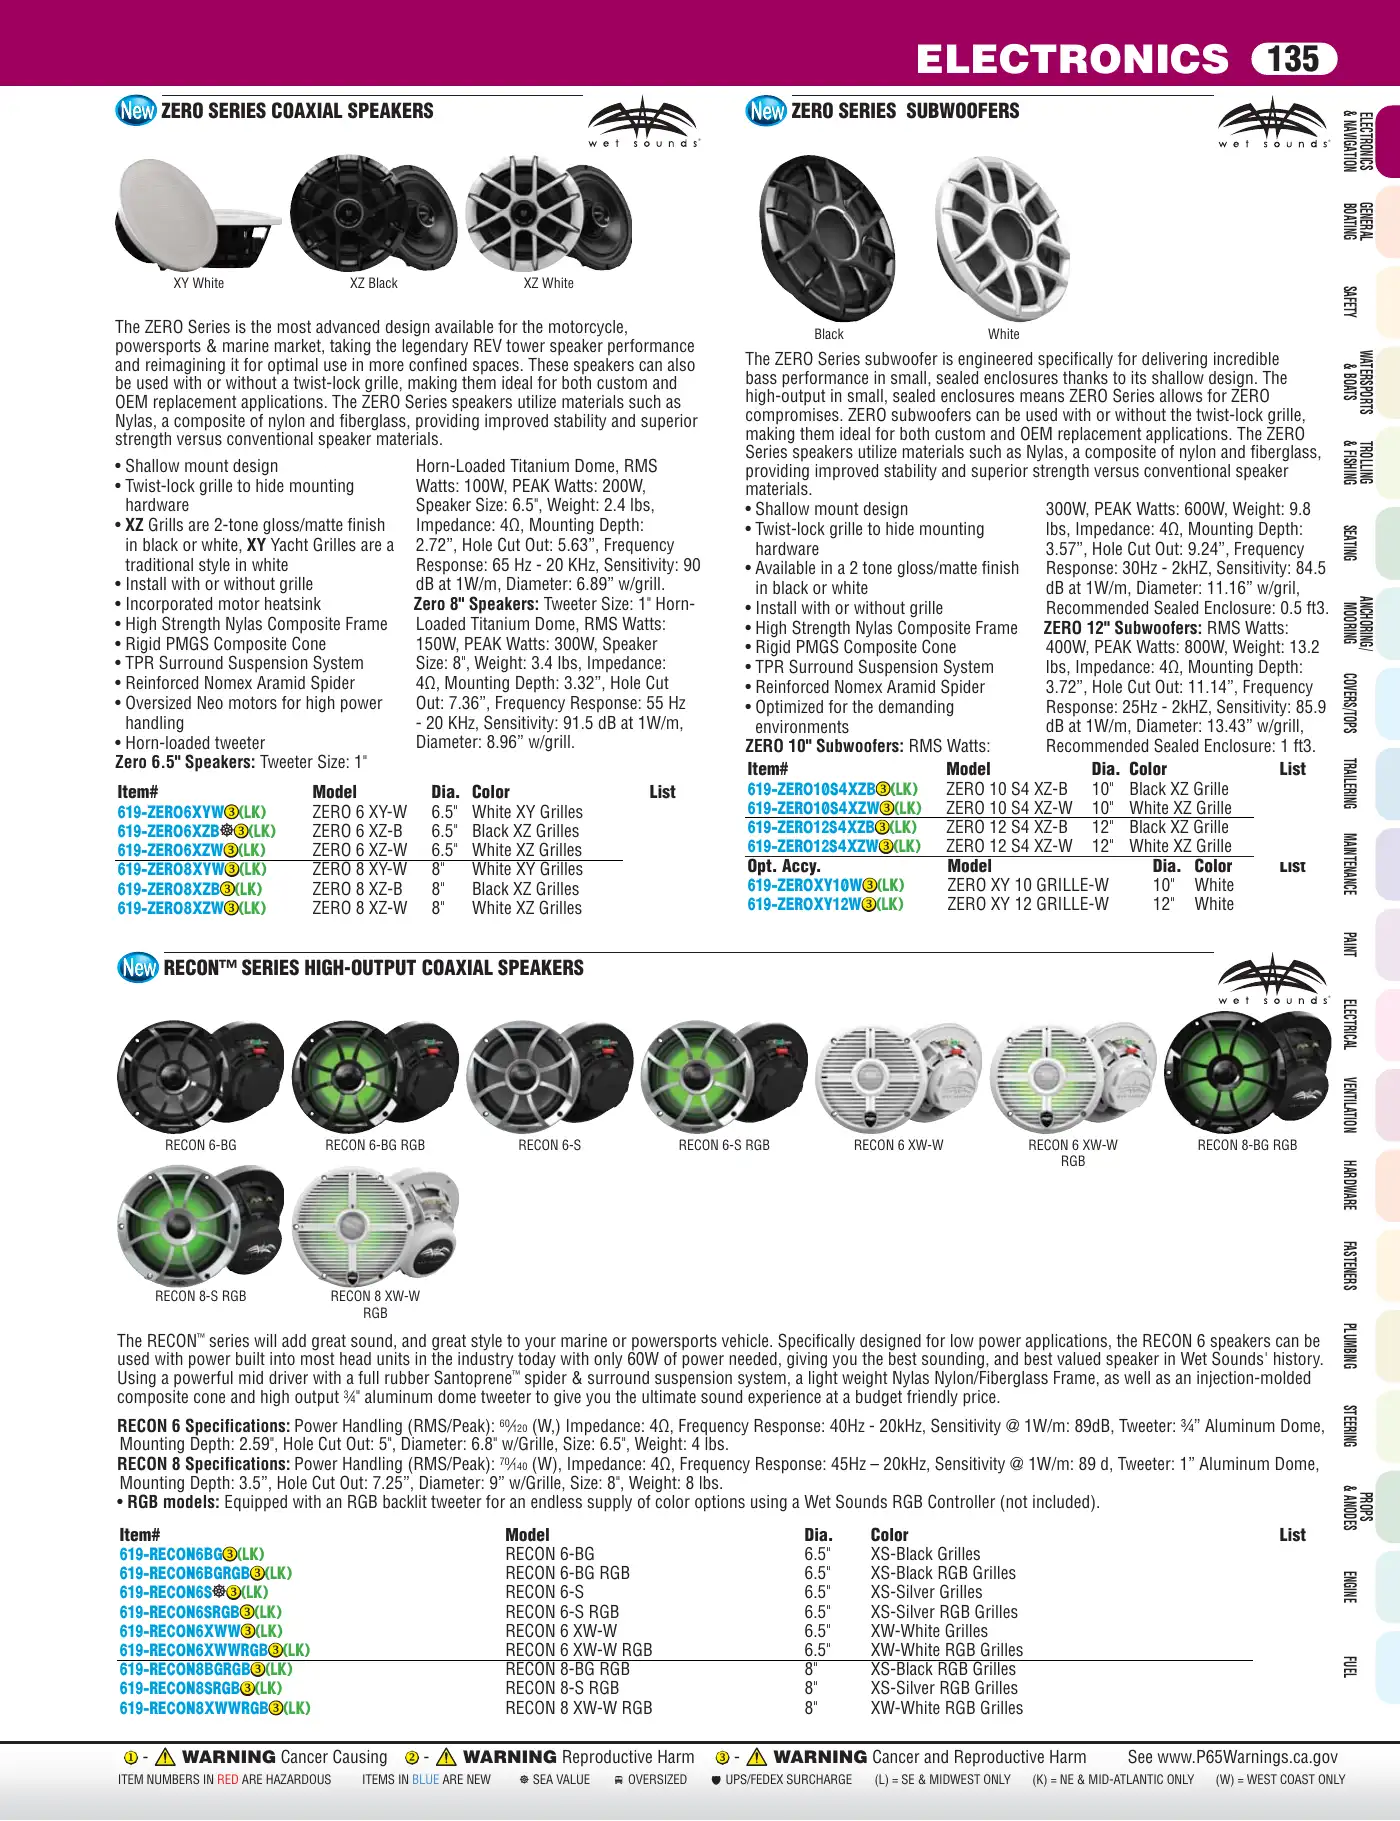 ELECTRONICS 135
New ZERO SERIES COAXIAL SPEAKERS
wet sounds
XY White
XZ Black
XZ White
The ZERO Series is the most advanced design available for the motorcycle,
powersports & marine market, taking the legendary REV tower speaker performance
and reimagining it for optimal use in more confined spaces. These speakers can also
be used with or without a twist-lock grille, making them ideal for both custom and
OEM replacement applications. The ZERO Series speakers utilize materials such as
Nylas, a composite of nylon and fiberglass, providing improved stability and superior
strength versus conventional speaker materials.
• Shallow mount design
• Twist-lock grille to hide mounting
hardware
• XZ Grills are 2-tone gloss/matte finish
in black or white, XY Yacht Grilles are a
traditional style in white
• Install with or without grille
• Incorporated motor heatsink
• High Strength Nylas Composite Frame
• Rigid PMGS Composite Cone
• TPR Surround Suspension System
• Reinforced Nomex Aramid Spider
• Oversized Neo motors for high power
handling
• Horn-loaded tweeter
Zero 6.5" Speakers: Tweeter Size: 1"
Horn-Loaded Titanium Dome, RMS
Watts: 100W, PEAK Watts: 200W,
Speaker Size: 6.5", Weight: 2.4 lbs,
Impedance: 4Ω, Mounting Depth:
2.72”, Hole Cut Out: 5.63”, Frequency
Response: 65 Hz - 20 KHz, Sensitivity: 90
dB at 1W/m, Diameter: 6.89” w/grill.
Zero 8" Speakers: Tweeter Size: 1" Horn-
Loaded Titanium Dome, RMS Watts:
150W, PEAK Watts: 300W, Speaker
Size: 8", Weight: 3.4 lbs, Impedance:
4Ω, Mounting Depth: 3.32”, Hole Cut
Out: 7.36”, Frequency Response: 55 Hz
- 20 KHz, Sensitivity: 91.5 dB at 1W/m,
Diameter: 8.96” w/grill.
Item# Model Dia. Color List
619-ZERO6XYW③(LK) ZERO 6 XY-W 6.5" White XY Grilles
619-ZERO6XZB☸③(LK) ZERO 6 XZ-B 6.5" Black XZ Grilles
619-ZERO6XZW③(LK) ZERO 6 XZ-W 6.5" White XZ Grilles
619-ZERO8XYW③(LK) ZERO 8 XY-W 8" White XY Grilles
619-ZERO8XZB③(LK) ZERO 8 XZ-B 8" Black XZ Grilles
619-ZERO8XZW③(LK) ZERO 8 XZ-W 8" White XZ Grilles
New ZERO SERIES SUBWOOFERS
wet sounds
Black
White
The ZERO Series subwoofer is engineered specifically for delivering incredible
bass performance in small, sealed enclosures thanks to its shallow design. The
high-output in small, sealed enclosures means ZERO Series allows for ZERO
compromises. ZERO subwoofers can be used with or without the twist-lock grille,
making them ideal for both custom and OEM replacement applications. The ZERO
Series speakers utilize materials such as Nylas, a composite of nylon and fiberglass,
providing improved stability and superior strength versus conventional speaker
materials.
• Shallow mount design
• Twist-lock grille to hide mounting
hardware
• Available in a 2 tone gloss/matte finish
in black or white
• Install with or without grille
• High Strength Nylas Composite Frame
• Rigid PMGS Composite Cone
• TPR Surround Suspension System
• Reinforced Nomex Aramid Spider
• Optimized for the demanding
environments
ZERO 10" Subwoofers: RMS Watts:
300W, PEAK Watts: 600W, Weight: 9.8
lbs, Impedance: 4Ω, Mounting Depth:
3.57”, Hole Cut Out: 9.24”, Frequency
Response: 30Hz - 2kHZ, Sensitivity: 84.5
dB at 1W/m, Diameter: 11.16” w/gril,
Recommended Sealed Enclosure: 0.5 ft3.
ZERO 12" Subwoofers: RMS Watts:
400W, PEAK Watts: 800W, Weight: 13.2
lbs, Impedance: 4Ω, Mounting Depth:
3.72”, Hole Cut Out: 11.14”, Frequency
Response: 25Hz - 2kHZ, Sensitivity: 85.9
dB at 1W/m, Diameter: 13.43” w/grill,
Recommended Sealed Enclosure: 1 ft3.
Item# Model Dia. Color List
619-ZERO10S4XZB③(LK) ZERO 10 S4 XZ-B 10" Black XZ Grille
619-ZERO10S4XZW③(LK) ZERO 10 S4 XZ-W 10" White XZ Grille
619-ZERO12S4XZB③(LK) ZERO 12 S4 XZ-B 12" Black XZ Grille
619-ZERO12S4XZW③(LK) ZERO 12 S4 XZ-W 12" White XZ Grille
Opt. Accy. Model Dia. Color List
619-ZEROXY10W③(LK) ZERO XY 10 GRILLE-W 10" White
619-ZEROXY12W③(LK) ZERO XY 12 GRILLE-W 12" White
New RECON™ SERIES HIGH-OUTPUT COAXIAL SPEAKERS
wet sounds
RECON 6-BG
RECON 6-BG RGB
RECON 6-S
RECON 6-S RGB
RECON 6 XW-W
RECON 6 XW-W
RGB
RECON 8-BG RGB
RECON 8-S RGB
RECON 8 XW-W
RGB
The RECON™ series will add great sound, and great style to your marine or powersports vehicle. Specifically designed for low power applications, the RECON 6 speakers can be
used with power built into most head units in the industry today with only 60W of power needed, giving you the best sounding, and best valued speaker in Wet Sounds' history.
Using a powerful mid driver with a full rubber Santoprene™ spider & surround suspension system, a light weight Nylas Nylon/Fiberglass Frame, as well as an injection-molded
composite cone and high output ¾" aluminum dome tweeter to give you the ultimate sound experience at a budget friendly price.
RECON 6 Specifications: Power Handling (RMS/Peak): 60⁄120 (W,) Impedance: 4Ω, Frequency Response: 40Hz - 20kHz, Sensitivity @ 1W/m: 89dB, Tweeter: ¾” Aluminum Dome,
Mounting Depth: 2.59", Hole Cut Out: 5", Diameter: 6.8" w/Grille, Size: 6.5", Weight: 4 lbs.
RECON 8 Specifications: Power Handling (RMS/Peak): 70⁄140 (W), Impedance: 4Ω, Frequency Response: 45Hz – 20kHz, Sensitivity @ 1W/m: 89 d, Tweeter: 1” Aluminum Dome,
Mounting Depth: 3.5”, Hole Cut Out: 7.25”, Diameter: 9” w/Grille, Size: 8", Weight: 8 lbs.
• RGB models: Equipped with an RGB backlit tweeter for an endless supply of color options using a Wet Sounds RGB Controller (not included).
Item# Model Dia. Color List
619-RECON6BG③(LK) RECON 6-BG 6.5" XS-Black Grilles
619-RECON6BGRGB③(LK) RECON 6-BG RGB 6.5" XS-Black RGB Grilles
619-RECON6S☸③(LK) RECON 6-S 6.5" XS-Silver Grilles
619-RECON6SRGB③(LK) RECON 6-S RGB 6.5" XS-Silver RGB Grilles
619-RECON6XWW③(LK) RECON 6 XW-W 6.5" XW-White Grilles
619-RECON6XWWRGB③(LK) RECON 6 XW-W RGB 6.5" XW-White RGB Grilles
619-RECON8BGRGB③(LK) RECON 8-BG RGB 8" XS-Black RGB Grilles
619-RECON8SRGB③(LK) RECON 8-S RGB 8" XS-Silver RGB Grilles
619-RECON8XWWRGB③(LK) RECON 8 XW-W RGB 8" XW-White RGB Grilles
ELECTRONICS
& NAVIGATION
GENERAL
BOATING
SAFETY
WATERSPORTS
& BOATS
TROLLING
& FISHING
SEATING
ANCHORING/
MOORING
COVERS/TOPS
TRAILERING
MAINTENANCE
PAINT
ELECTRICAL
VENTILATION
HARDWARE
FASTENERS
PLUMBING
STEERING
PROPS
& ANODES
ENGINE
FUEL
① - ⚠ WARNING Cancer Causing ② - ⚠ WARNING Reproductive Harm ③ - ⚠ WARNING Cancer and Reproductive Harm See www.P65Warnings.ca.gov
ITEM NUMBERS IN RED ARE HAZARDOUS ITEMS IN BLUE ARE NEW ☸ SEA VALUE OVERSIZED UPS/FEDEX SURCHARGE (L) = SE & MIDWEST ONLY (K) = NE & MID-ATLANTIC ONLY (W) = WEST COAST ONLY